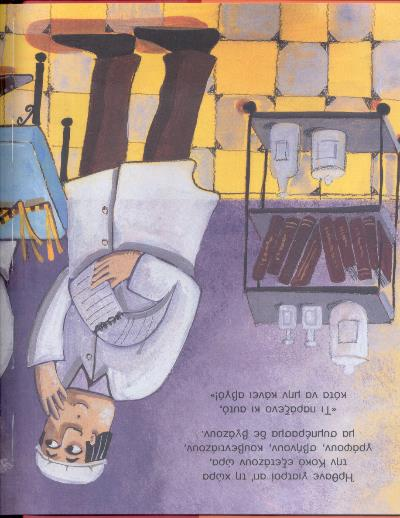 Ήρθανε γιατροί απ' τη χώρα
την Κοκό εξετάζουν, ώρα,
γράφουν, σβήνουν, κουβεντιάζουν,
μα συμπέρασμα δε βγάζουν.
«Τι παράξενο κι αυτό,
κότα να μην κάνει αβγό!»